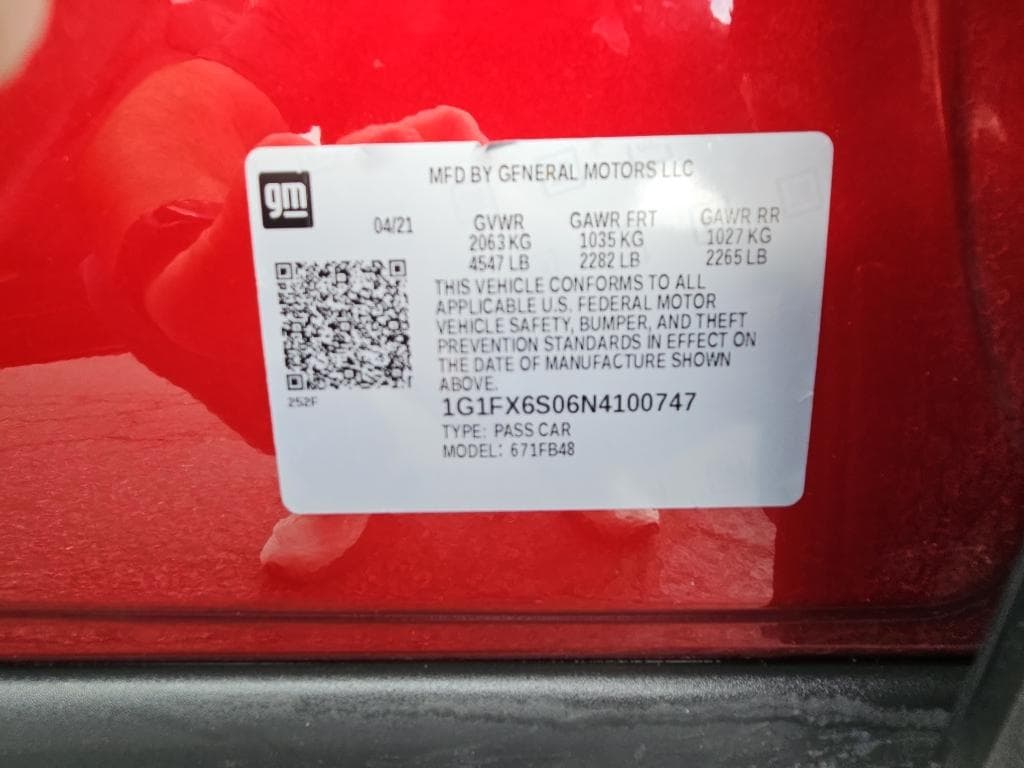 MFD BY GENERAL MOTORS LLC
gm
04/21 GVWR GAWR FRT GAWR RR
2063 KG 1035 KG 1027 KG
4547 LB 2282 LB 2265 LB
THIS VEHICLE CONFORMS TO ALL
APPLICABLE U.S. FEDERAL MOTOR
VEHICLE SAFETY, BUMPER, AND THEFT
PREVENTION STANDARDS IN EFFECT ON
THE DATE OF MANUFACTURE SHOWN
ABOVE.
252F
1G1FX6S06N4100747
TYPE: PASS CAR
MODEL: 671FB48